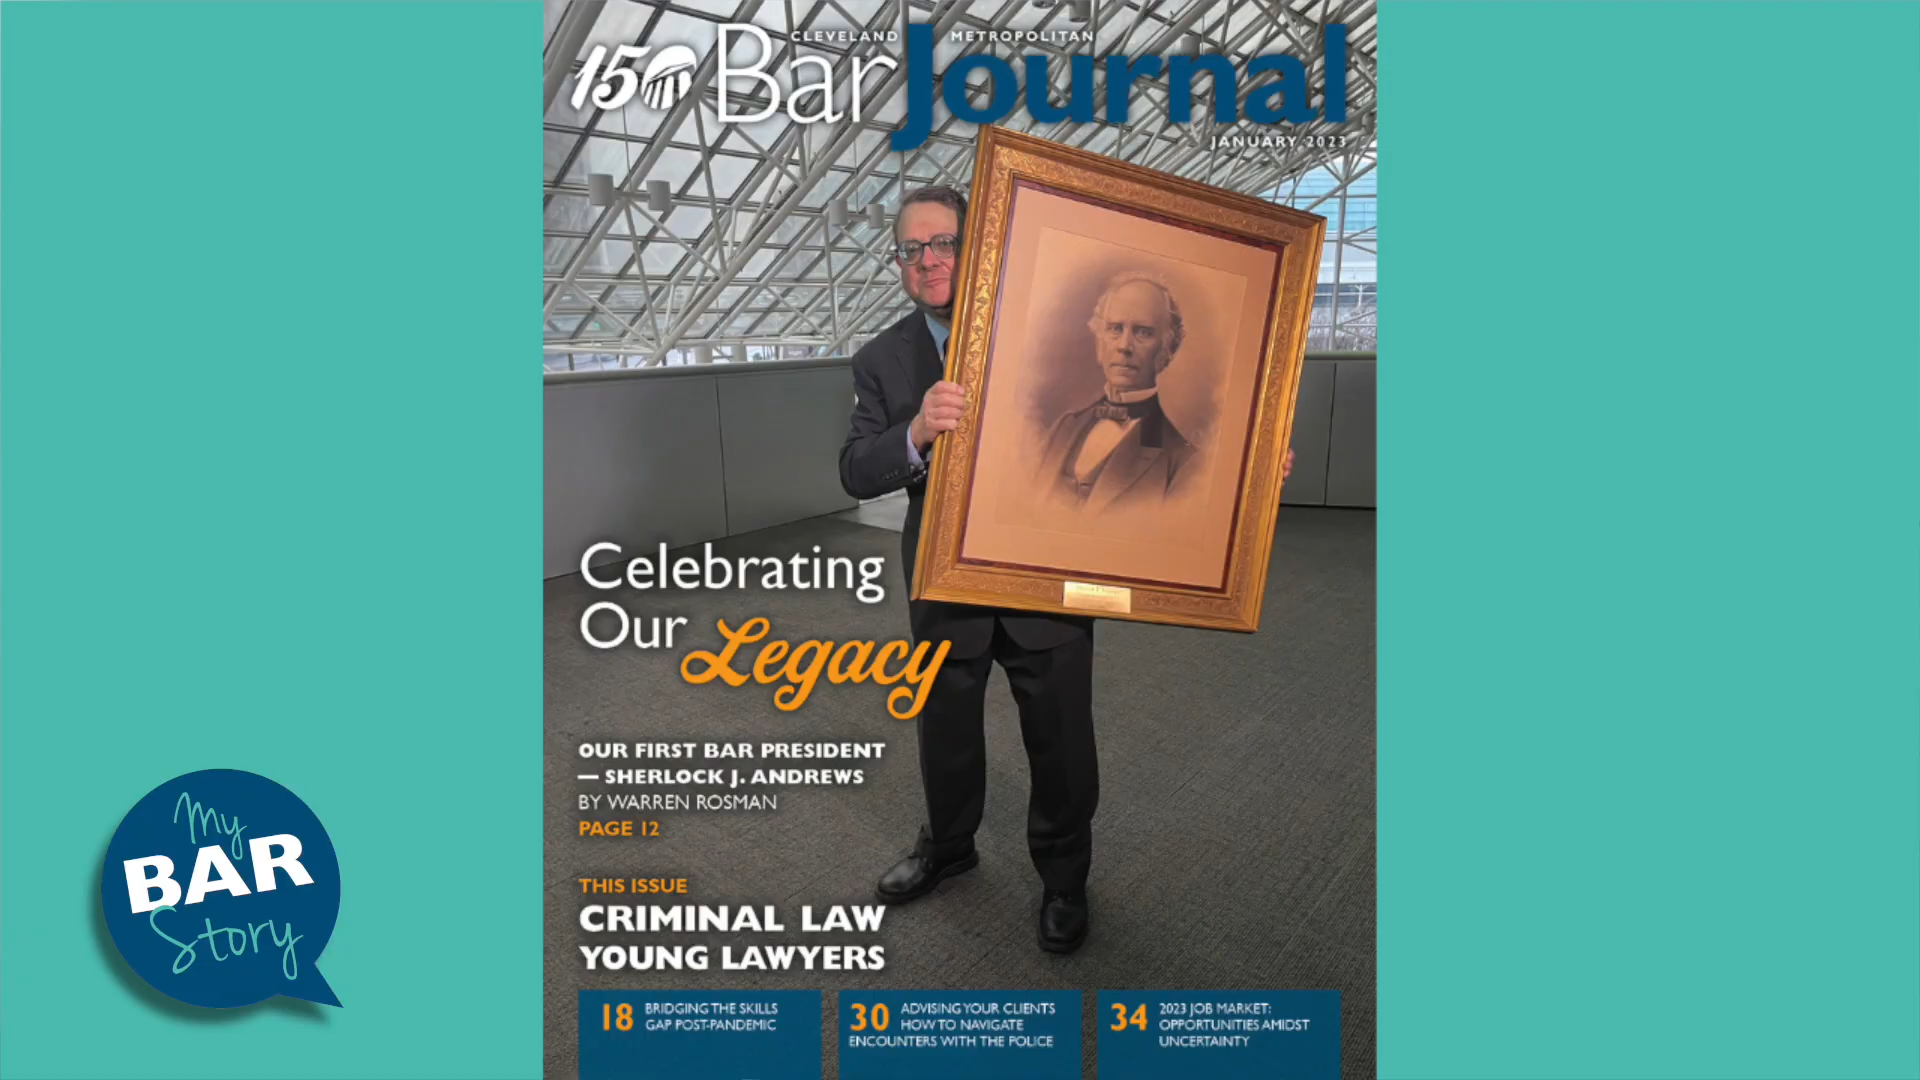 CLEVELAND METROPOLITAN
150 Bar Journal
JANUARY 2023
Celebrating
Our Legacy
OUR FIRST BAR PRESIDENT
— SHERLOCK J. ANDREWS
BY WARREN ROSMAN
PAGE 12
THIS ISSUE
CRIMINAL LAW
YOUNG LAWYERS
18 BRIDGING THE SKILLS
GAP POST-PANDEMIC
30 ADVISING YOUR CLIENTS
HOW TO NAVIGATE
ENCOUNTERS WITH THE POLICE
34 2023 JOB MARKET:
OPPORTUNITIES AMIDST
UNCERTAINTY
My
BAR
Story